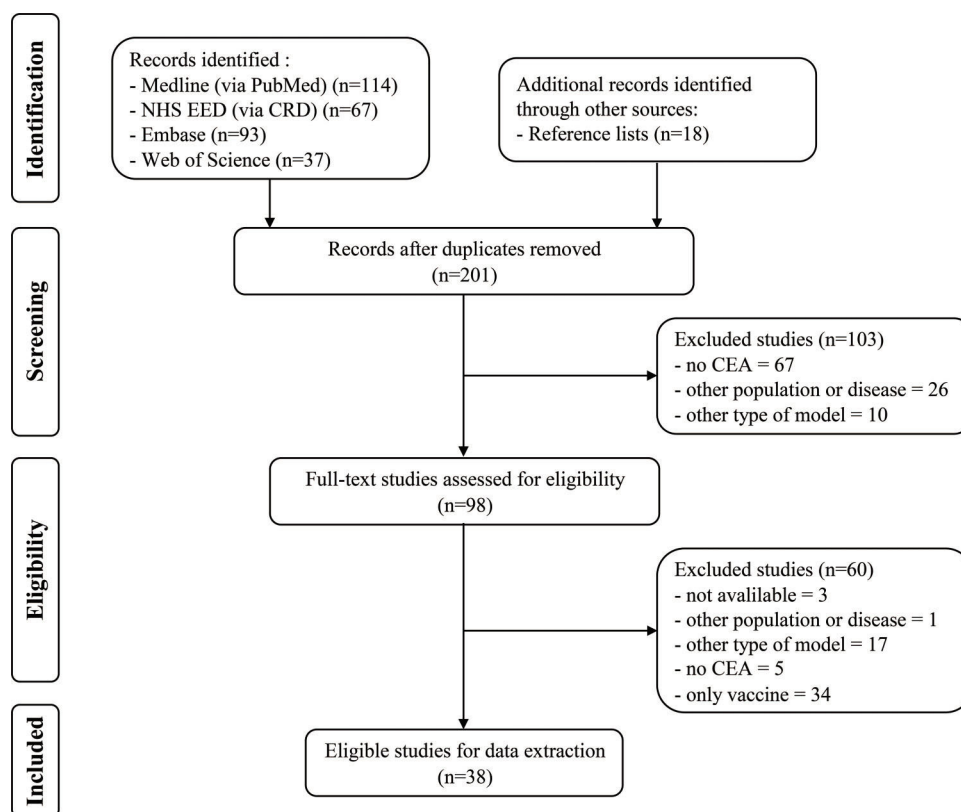 Identification
Records identified :
- Medline (via PubMed) (n=114)
- NHS EED (via CRD) (n=67)
- Embase (n=93)
- Web of Science (n=37)
Additional records identified
through other sources:
- Reference lists (n=18)
Screening
Records after duplicates removed
(n=201)
Excluded studies (n=103)
- no CEA = 67
- other population or disease = 26
- other type of model = 10
Eligibility
Full-text studies assessed for eligibility
(n=98)
Excluded studies (n=60)
- not avalilable = 3
- other population or disease = 1
- other type of model = 17
- no CEA = 5
- only vaccine = 34
Included
Eligible studies for data extraction
(n=38)